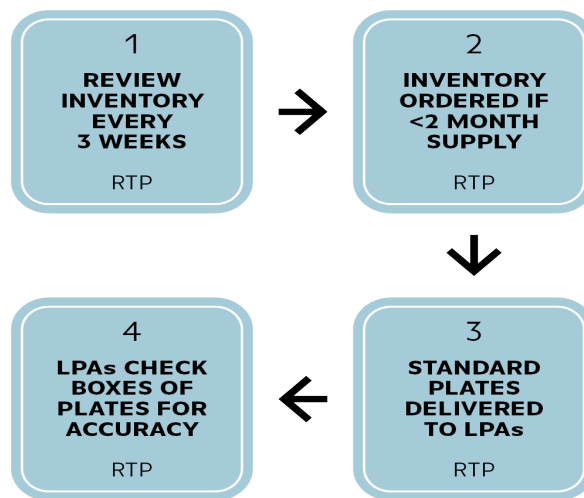 1
REVIEW
INVENTORY
EVERY
3 WEEKS
RTP
2
INVENTORY
ORDERED IF
<2 MONTH
SUPPLY
RTP
3
STANDARD
PLATES
DELIVERED
TO LPAs
RTP
4
LPAs CHECK
BOXES OF
PLATES FOR
ACCURACY
RTP